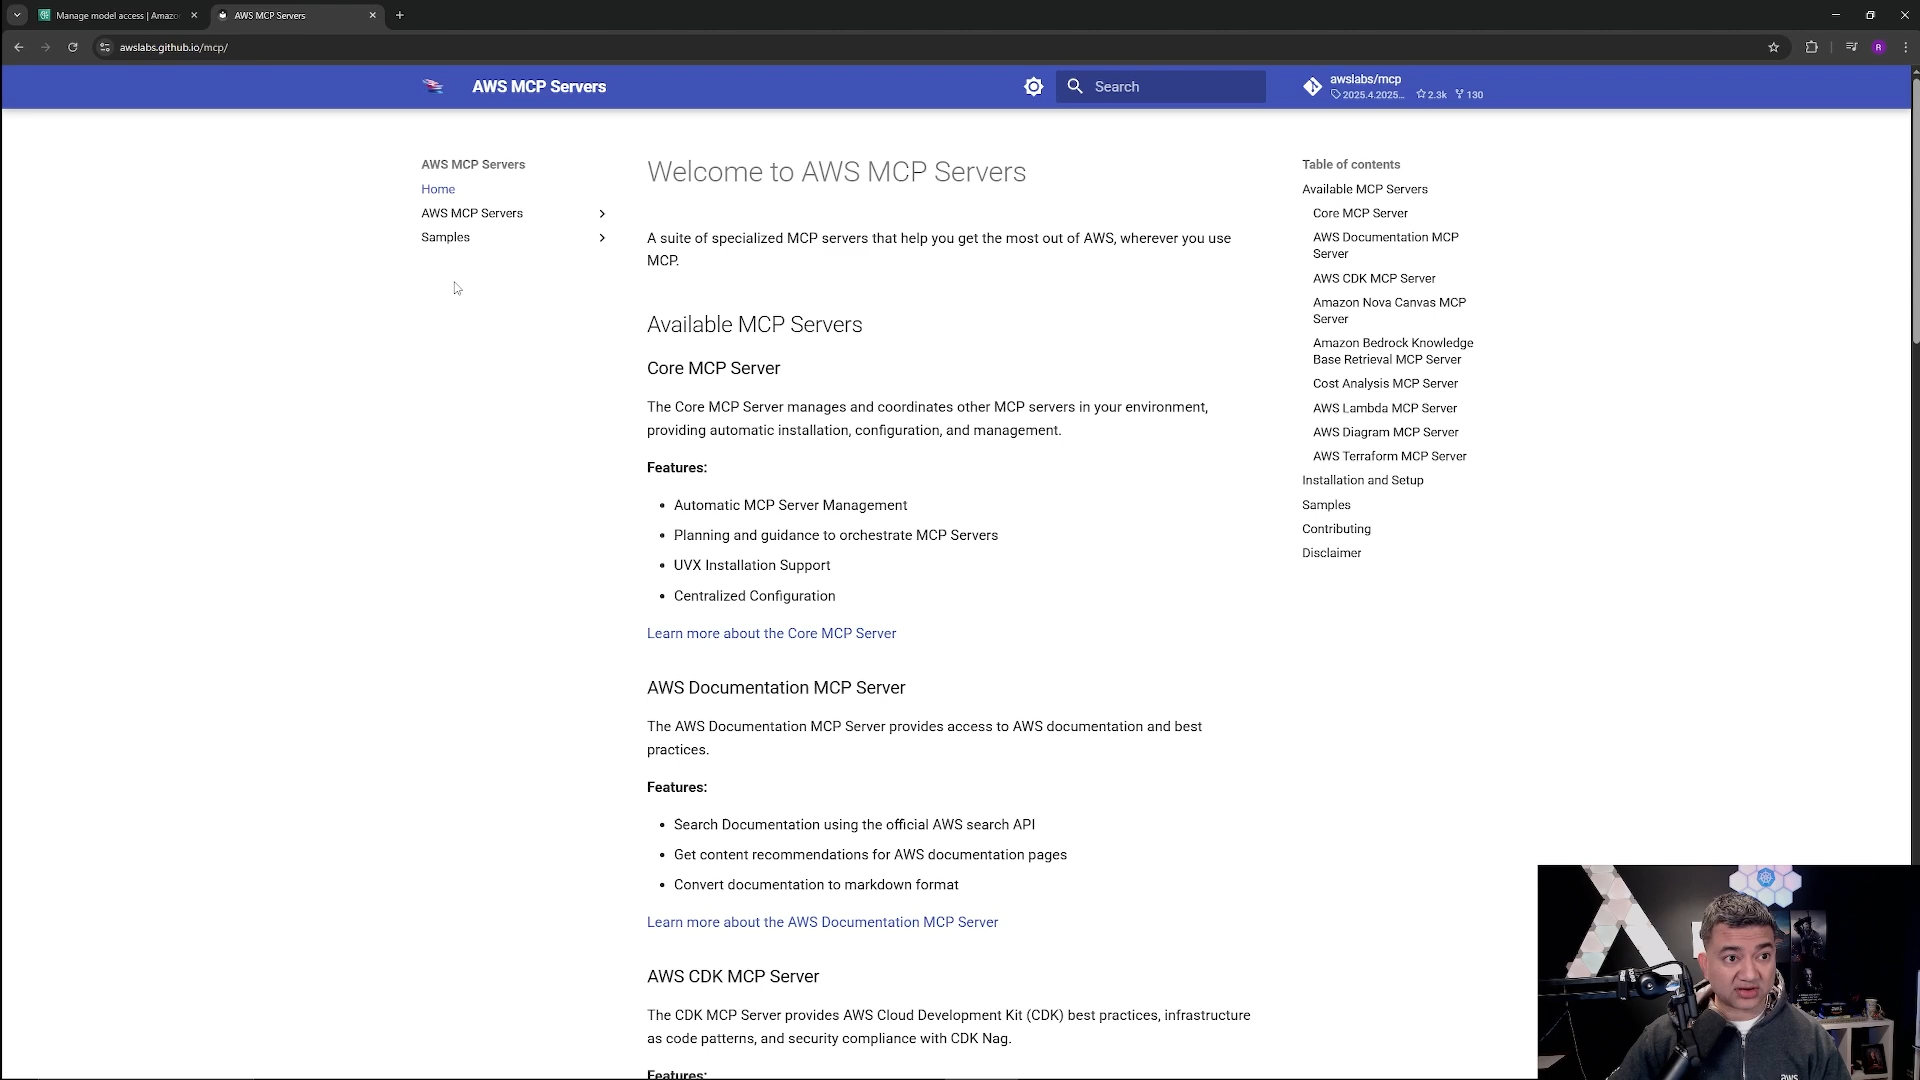 Manage model access | Amazo
AWS MCP Servers
awslabs.github.io/mcp/
R
AWS MCP Servers
Search
awslabs/mcp
2025.4.2025… 2.3k 130
AWS MCP Servers
Home
AWS MCP Servers
Samples
Welcome to AWS MCP Servers
A suite of specialized MCP servers that help you get the most out of AWS, wherever you use
MCP.
Available MCP Servers
Core MCP Server
The Core MCP Server manages and coordinates other MCP servers in your environment,
providing automatic installation, configuration, and management.
Features:
• Automatic MCP Server Management
• Planning and guidance to orchestrate MCP Servers
• UVX Installation Support
• Centralized Configuration
Learn more about the Core MCP Server
AWS Documentation MCP Server
The AWS Documentation MCP Server provides access to AWS documentation and best
practices.
Features:
• Search Documentation using the official AWS search API
• Get content recommendations for AWS documentation pages
• Convert documentation to markdown format
Learn more about the AWS Documentation MCP Server
AWS CDK MCP Server
The CDK MCP Server provides AWS Cloud Development Kit (CDK) best practices, infrastructure
as code patterns, and security compliance with CDK Nag.
Features:
Table of contents
Available MCP Servers
Core MCP Server
AWS Documentation MCP
Server
AWS CDK MCP Server
Amazon Nova Canvas MCP
Server
Amazon Bedrock Knowledge
Base Retrieval MCP Server
Cost Analysis MCP Server
AWS Lambda MCP Server
AWS Diagram MCP Server
AWS Terraform MCP Server
Installation and Setup
Samples
Contributing
Disclaimer
aws